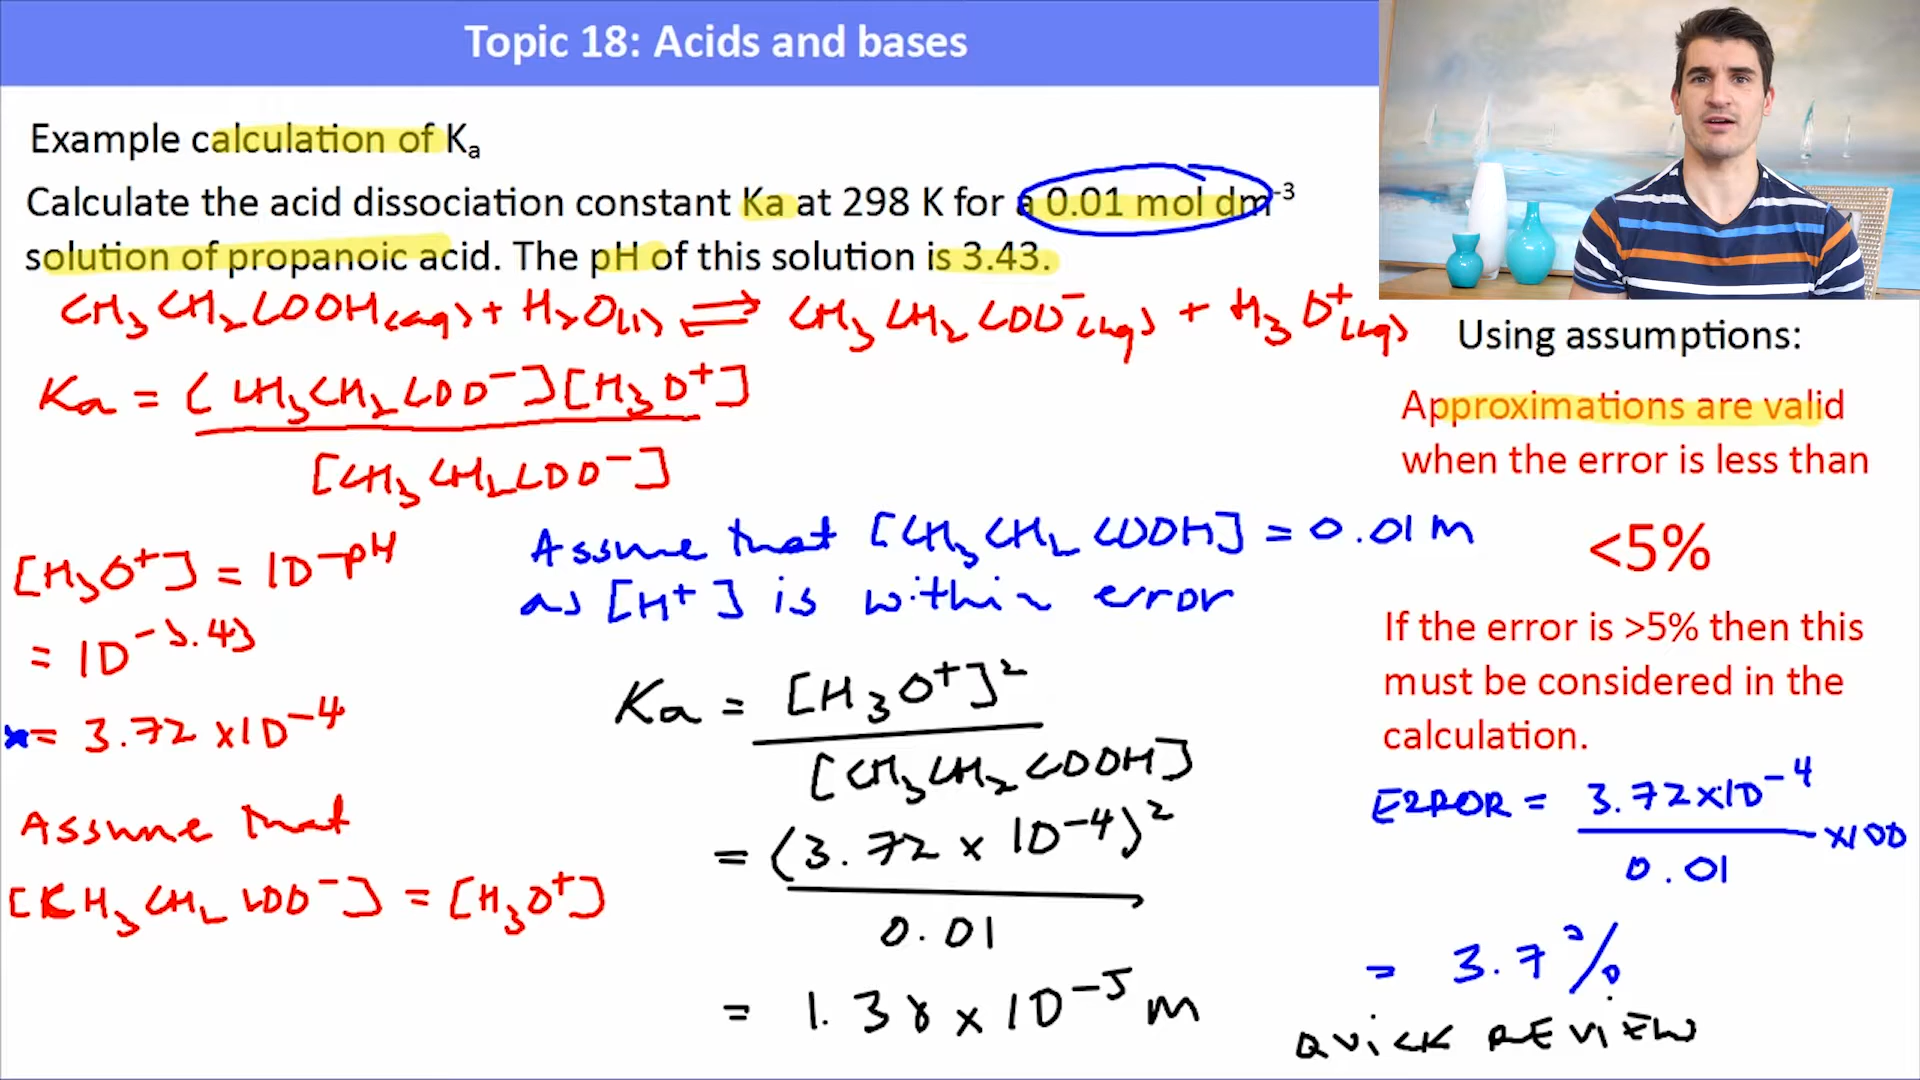 Topic 18: Acids and bases
Example calculation of Kₐ
Calculate the acid dissociation constant Ka at 298 K for a 0.01 mol dm⁻³
solution of propanoic acid. The pH of this solution is 3.43.
CH₃CH₂COOH(aq) + H₂O(l) ⇌ CH₃CH₂COO⁻(aq) + H₃O⁺(aq)
Ka = [CH₃CH₂COO⁻][H₃O⁺]
[CH₃CH₂COO⁻]
[H₃O⁺] = 10⁻ᵖᴴ
= 10⁻³·⁴³
x = 3.72 x 10⁻⁴
Assume that
[CH₃CH₂COO⁻] = [H₃O⁺]
Assume that [CH₃CH₂COOH] = 0.01 M
as [H⁺] is within error
Ka = [H₃O⁺]²
[CH₃CH₂COOH]
= (3.72 x 10⁻⁴)²
0.01
= 1.38 x 10⁻⁵ M
Using assumptions:
Approximations are valid
when the error is less than
<5%
If the error is >5% then this
must be considered in the
calculation.
ERROR = 3.72 x 10⁻⁴ x100
0.01
= 3.7%
QUICK REVIEW